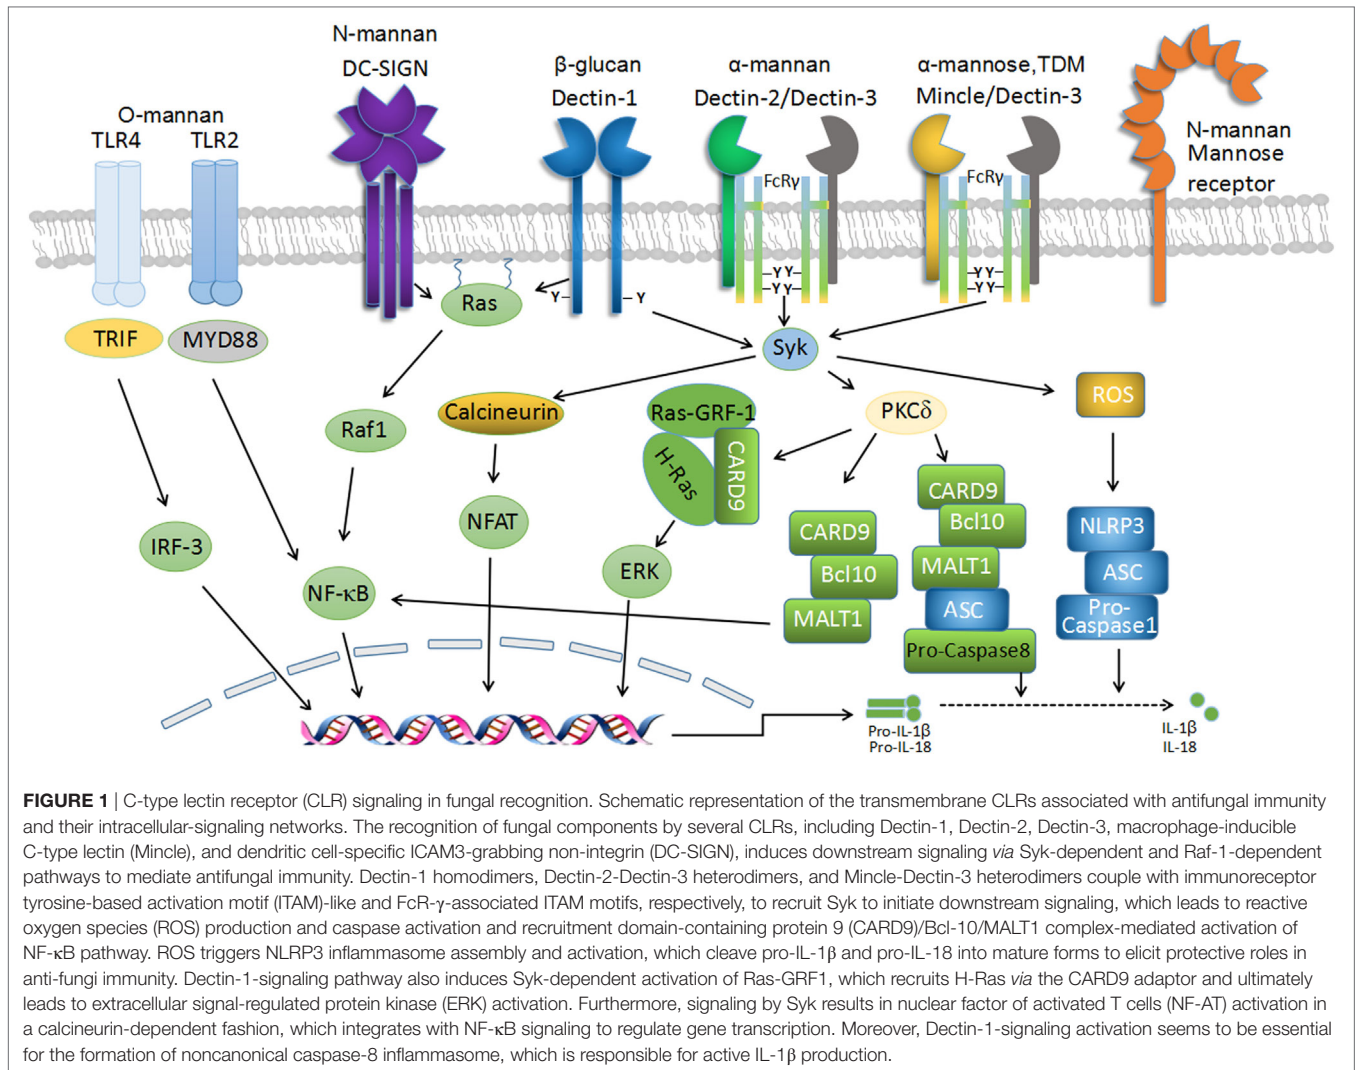 N-mannan
DC-SIGN
β-glucan
Dectin-1
α-mannan
Dectin-2/Dectin-3
α-mannose,TDM
Mincle/Dectin-3
N-mannan
Mannose
receptor
O-mannan
TLR4
TLR2
FcRγ
FcRγ
Y
Y
Y Y
Y Y
Y Y
Y Y
Ras
TRIF
MYD88
Syk
Raf1
Calcineurin
Ras-GRF-1
H-Ras
CARD9
PKCδ
ROS
IRF-3
NFAT
ERK
NF-κB
CARD9
Bcl10
MALT1
CARD9
Bcl10
MALT1
ASC
Pro-Caspase8
NLRP3
ASC
Pro-
Caspase1
Pro-IL-1β
Pro-IL-18
IL-1β
IL-18
FIGURE 1 | C-type lectin receptor (CLR) signaling in fungal recognition. Schematic representation of the transmembrane CLRs associated with antifungal immunity
and their intracellular-signaling networks. The recognition of fungal components by several CLRs, including Dectin-1, Dectin-2, Dectin-3, macrophage-inducible
C-type lectin (Mincle), and dendritic cell-specific ICAM3-grabbing non-integrin (DC-SIGN), induces downstream signaling via Syk-dependent and Raf-1-dependent
pathways to mediate antifungal immunity. Dectin-1 homodimers, Dectin-2-Dectin-3 heterodimers, and Mincle-Dectin-3 heterodimers couple with immunoreceptor
tyrosine-based activation motif (ITAM)-like and FcR-γ-associated ITAM motifs, respectively, to recruit Syk to initiate downstream signaling, which leads to reactive
oxygen species (ROS) production and caspase activation and recruitment domain-containing protein 9 (CARD9)/Bcl-10/MALT1 complex-mediated activation of
NF-κB pathway. ROS triggers NLRP3 inflammasome assembly and activation, which cleave pro-IL-1β and pro-IL-18 into mature forms to elicit protective roles in
anti-fungi immunity. Dectin-1-signaling pathway also induces Syk-dependent activation of Ras-GRF1, which recruits H-Ras via the CARD9 adaptor and ultimately
leads to extracellular signal-regulated protein kinase (ERK) activation. Furthermore, signaling by Syk results in nuclear factor of activated T cells (NF-AT) activation in
a calcineurin-dependent fashion, which integrates with NF-κB signaling to regulate gene transcription. Moreover, Dectin-1-signaling activation seems to be essential
for the formation of noncanonical caspase-8 inflammasome, which is responsible for active IL-1β production.